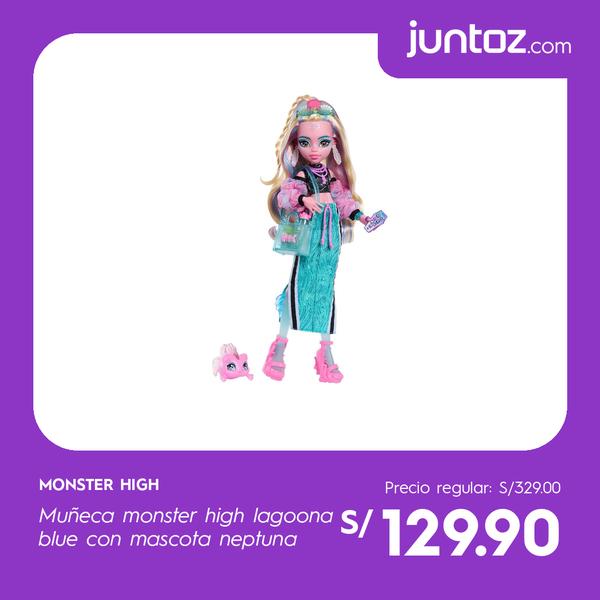 juntoz.com
MONSTER HIGH
Muñeca monster high lagoona
blue con mascota neptuna
Precio regular: S/329.00
S/129.90